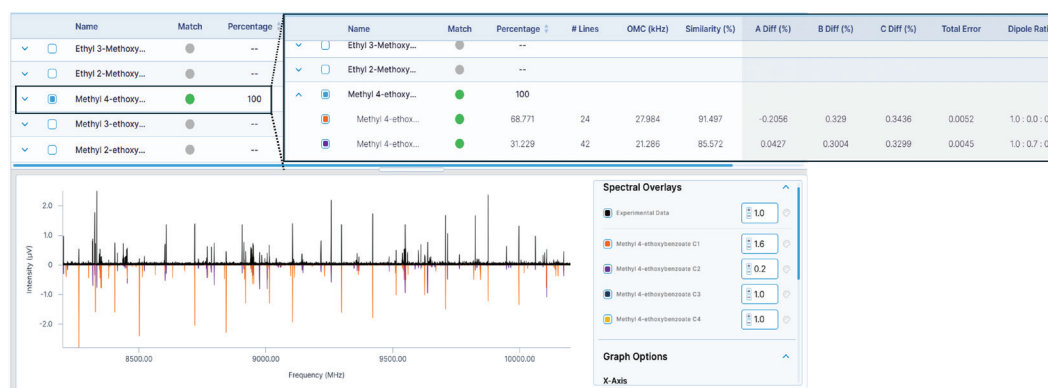 Name Match Percentage
Ethyl 3-Methoxy... --
Ethyl 2-Methoxy... --
Methyl 4-ethoxy... 100
Methyl 3-ethoxy... --
Methyl 2-ethoxy... --
Name Match Percentage # Lines OMC (kHz) Similarity (%) A Diff (%) B Diff (%) C Diff (%) Total Error Dipole Rati
Ethyl 3-Methoxy... --
Ethyl 2-Methoxy... --
Methyl 4-ethoxy... 100
Methyl 4-ethox... 68.771 24 27.984 91.497 -0.2056 0.329 0.3436 0.0052 1.0 : 0.0 : 0
Methyl 4-ethox... 31.229 42 21.286 85.572 0.0427 0.3004 0.3299 0.0045 1.0 : 0.7 : 0
2.0
1.0
0
-1.0
-2.0
Intensity (μV)
8500.00 9000.00 9500.00 10000.00
Frequency (MHz)
Spectral Overlays
Experimental Data 1.0
Methyl 4-ethoxybenzoate C1 1.6
Methyl 4-ethoxybenzoate C2 0.2
Methyl 4-ethoxybenzoate C3 1.0
Methyl 4-ethoxybenzoate C4 1.0
Graph Options
X-Axis